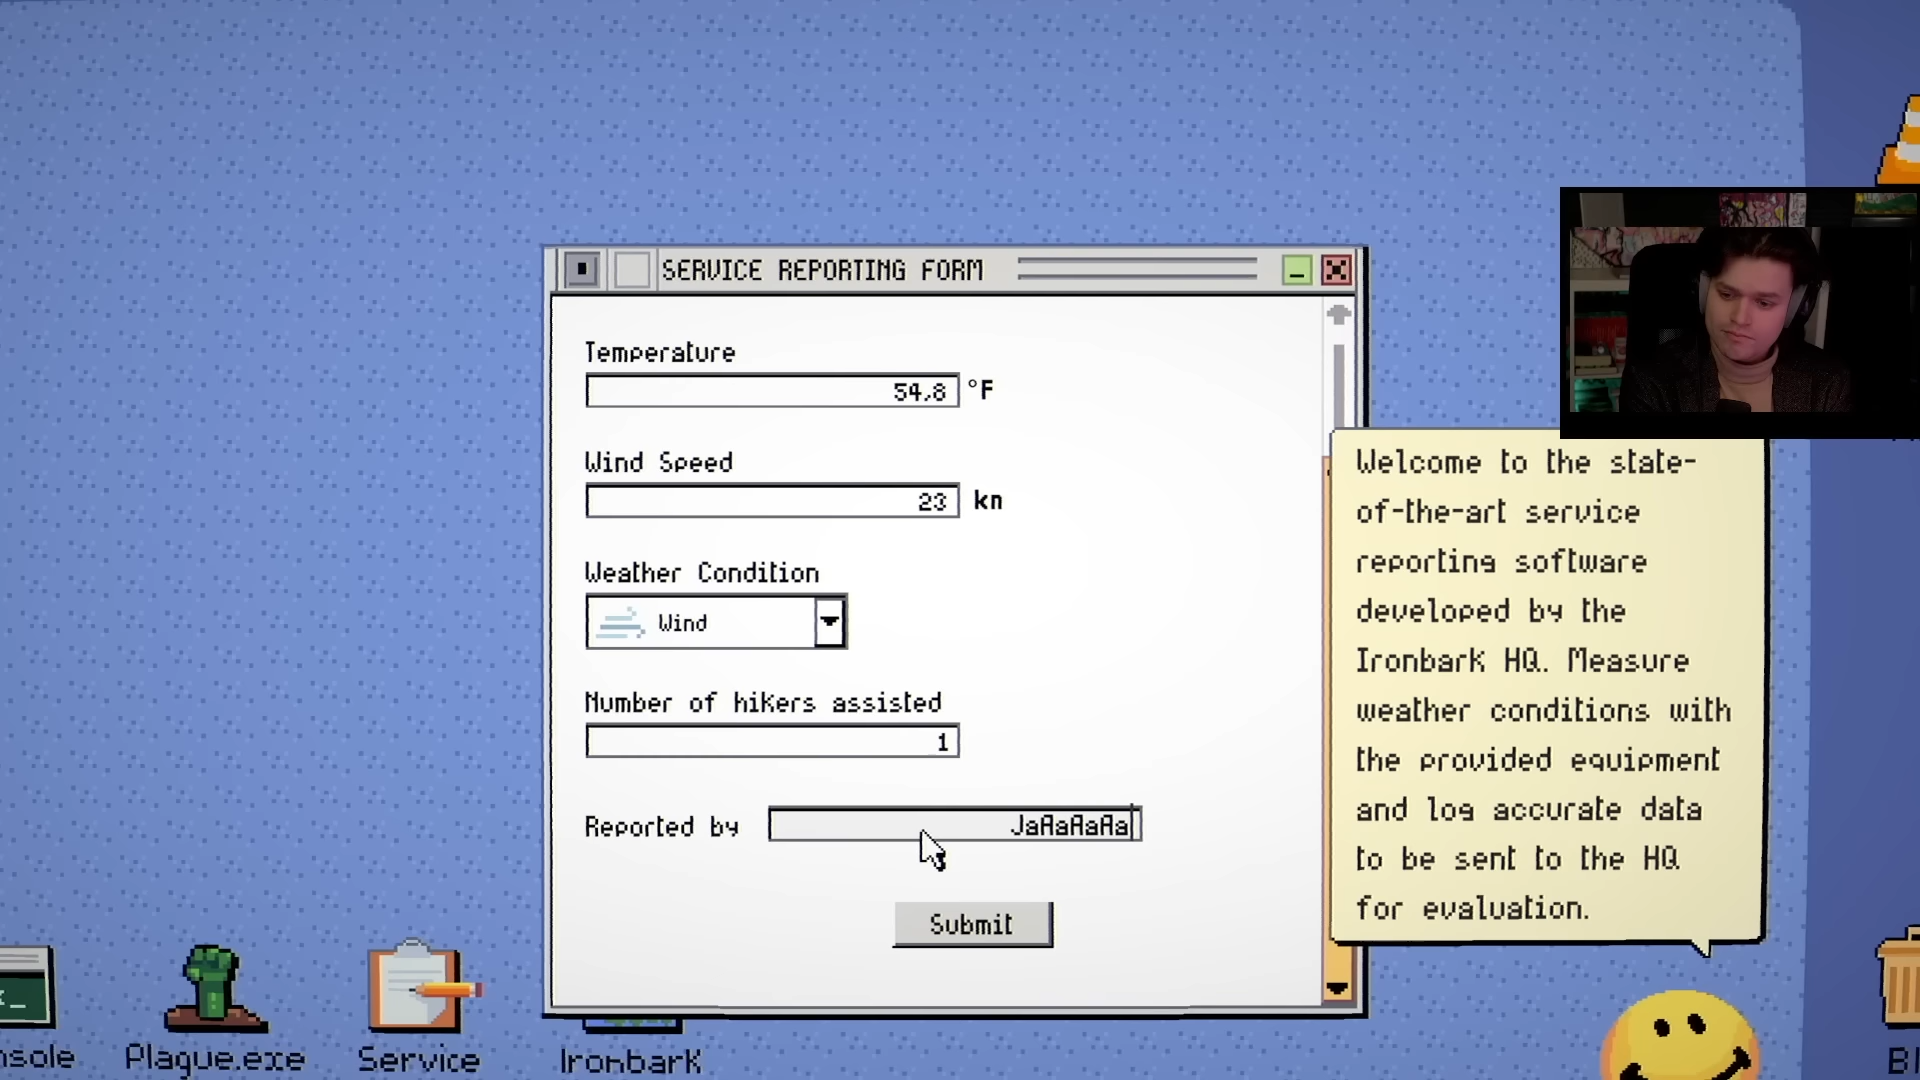 SERVICE REPORTING FORM
Temperature
54.8 °F
Wind Speed
23 kn
Weather Condition
Wind
Number of hikers assisted
1
Reported by JaAaAaAa
Submit
Welcome to the state-
of-the-art service
reporting software
developed by the
Ironbark HQ. Measure
weather conditions with
the provided equipment
and log accurate data
to be sent to the HQ
for evaluation.
nsole
Plague.exe
Service
Ironbark
Bl